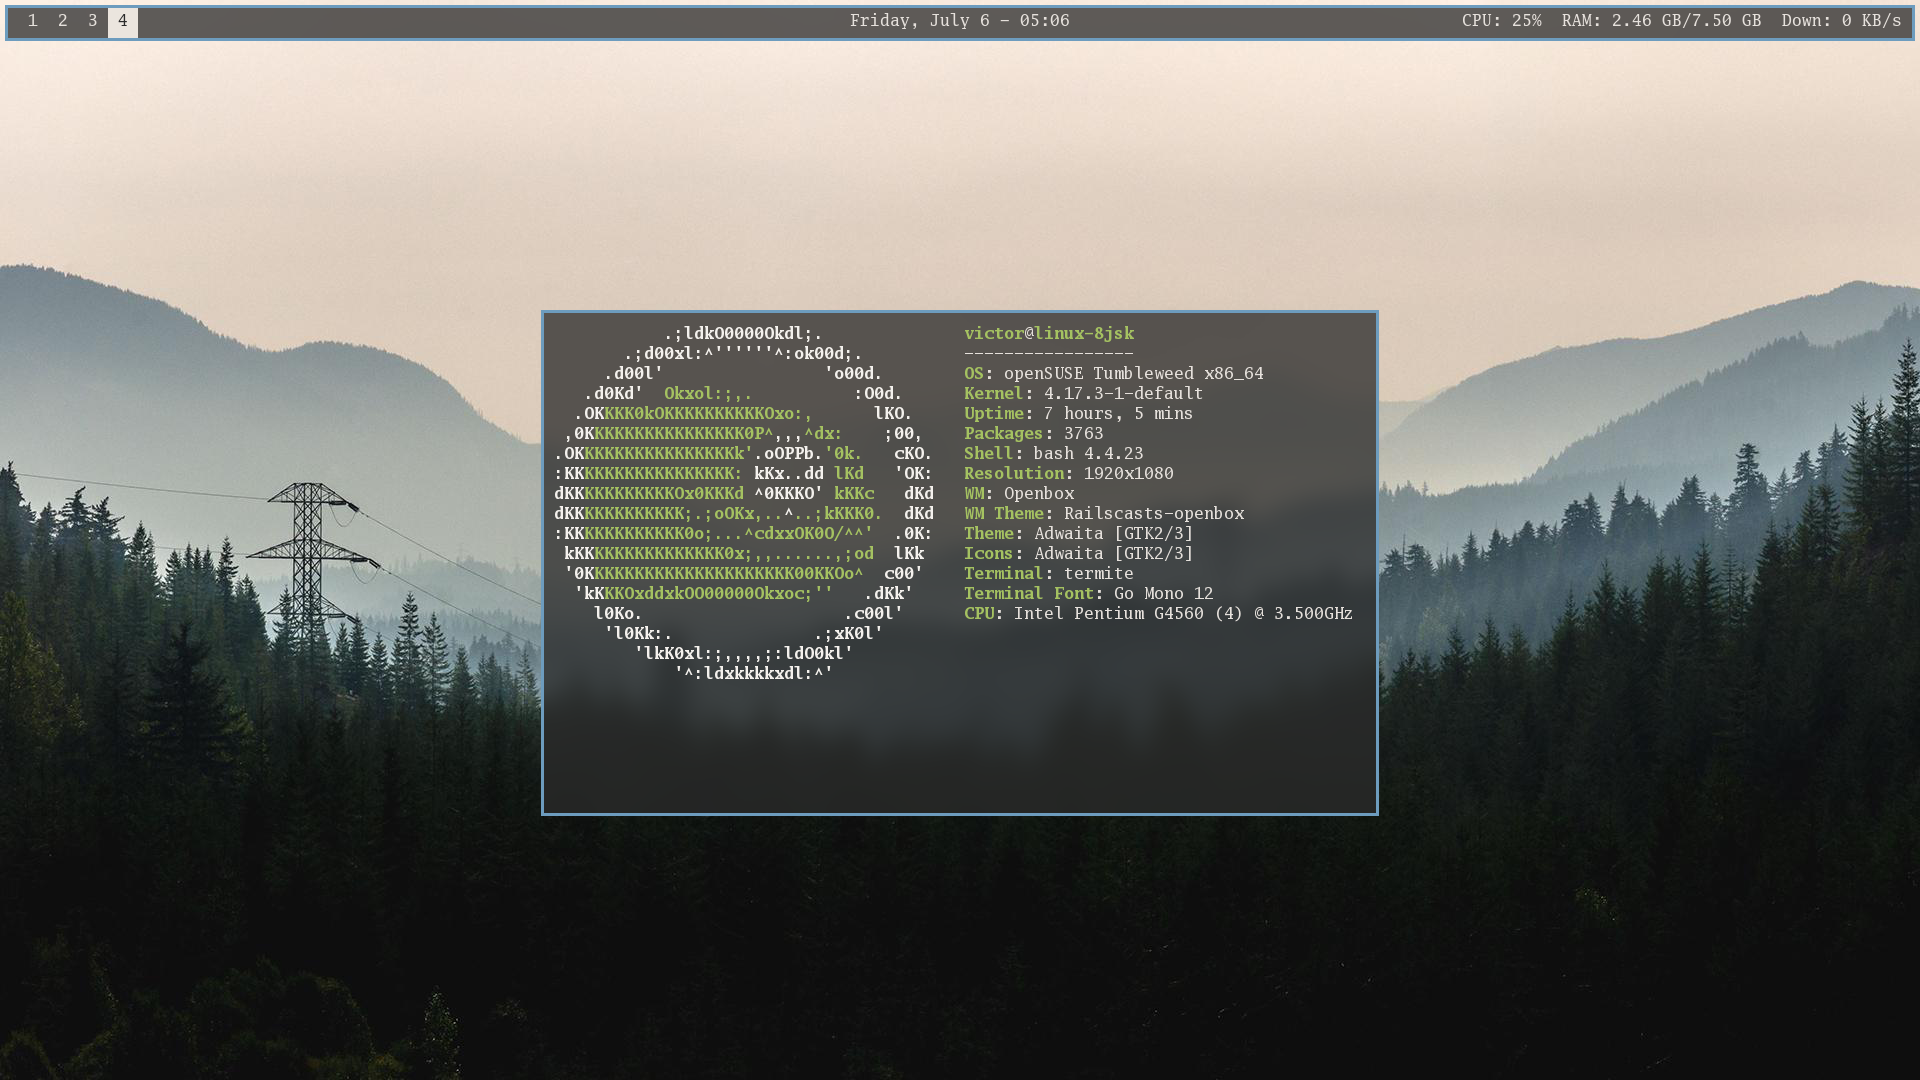 1 2 3 4 Friday, July 6 - 05:06 CPU: 25% RAM: 2.46 GB/7.50 GB Down: 0 KB/s
.;ldkO0000Okdl;. victor@linux-8jsk
.;d00xl:^''''''^:ok00d;. -----------------
.d00l' 'o00d. OS: openSUSE Tumbleweed x86_64
.d0Kd' Okxol:;,. :O0d. Kernel: 4.17.3-1-default
.OKKKK0kOKKKKKKKKKKOxo:, lKO. Uptime: 7 hours, 5 mins
,0KKKKKKKKKKKKKKKK0P^,,,^dx: ;00, Packages: 3763
.OKKKKKKKKKKKKKKKKk'.oOPPb.'0k. cKO. Shell: bash 4.4.23
:KKKKKKKKKKKKKKKKK: kKx..dd lKd 'OK: Resolution: 1920x1080
dKKKKKKKKKKKOx0KKKd ^0KKKO' kKKc dKd WM: Openbox
dKKKKKKKKKKKK;.;oOKx,..^..;kKKK0. dKd WM Theme: Railscasts-openbox
:KKKKKKKKKKKK0o;...^cdxxOK0O/^^' .0K: Theme: Adwaita [GTK2/3]
kKKKKKKKKKKKKKKK0x;,,......,;od lKk Icons: Adwaita [GTK2/3]
'0KKKKKKKKKKKKKKKKKKKKK00KKOo^ c00' Terminal: termite
'kKKKOxddxkOO00000Okxoc;'' .dKk' Terminal Font: Go Mono 12
l0Ko. .c00l' CPU: Intel Pentium G4560 (4) @ 3.500GHz
'l0Kk:. .;xK0l'
'lkK0xl:;,,,,;:ldO0kl'
'^:ldxkkkkxdl:^'